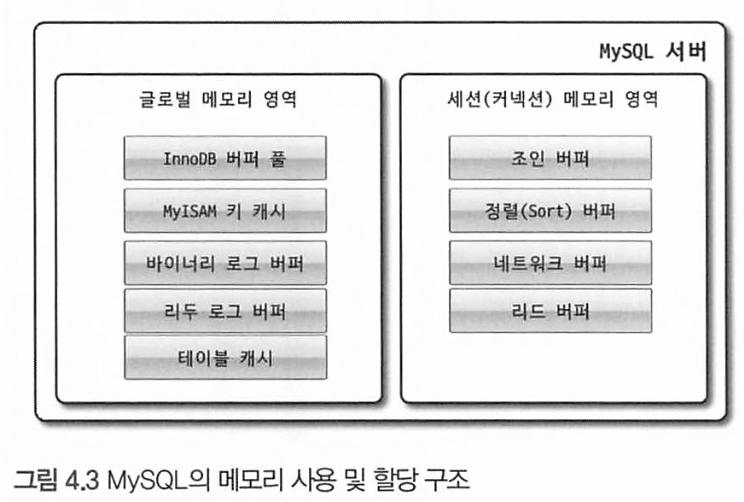 MySQL 서버
글로벌 메모리 영역
InnoDB 버퍼 풀
MyISAM 키 캐시
바이너리 로그 버퍼
리두 로그 버퍼
테이블 캐시
세션(커넥션) 메모리 영역
조인 버퍼
정렬(Sort) 버퍼
네트워크 버퍼
리드 버퍼
그림 4.3 MySQL의 메모리 사용 및 할당 구조